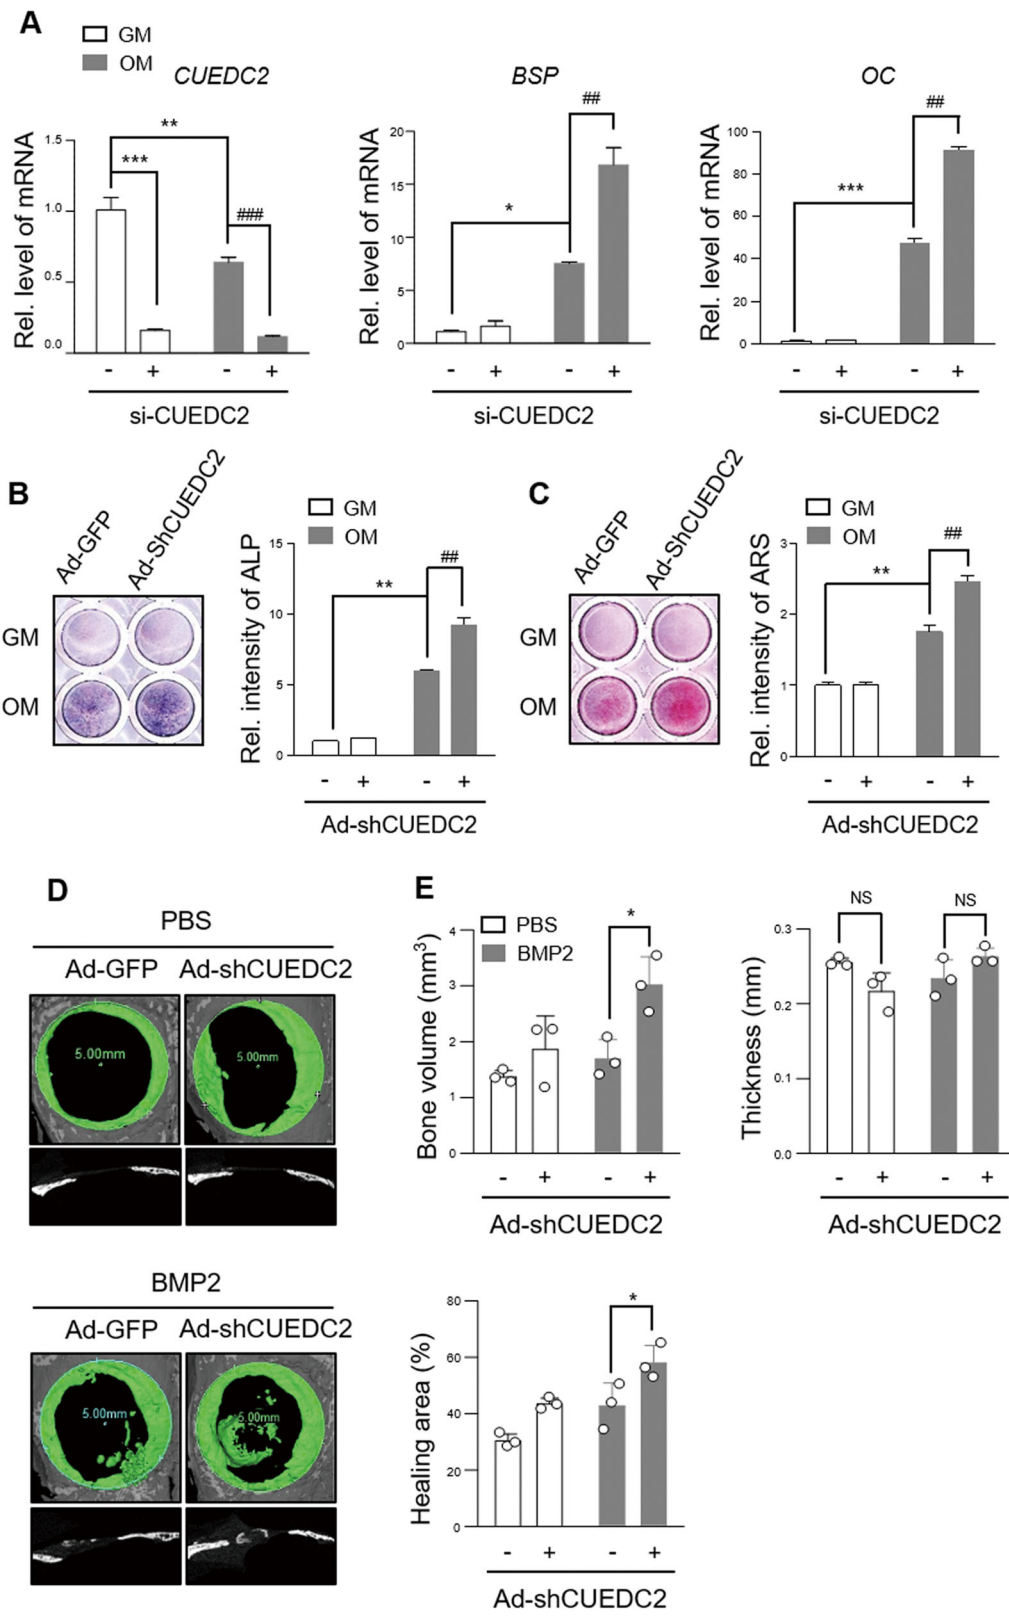 A
GM
OM
CUEDC2
BSP
OC
Rel. level of mRNA
1.5
1.0
0.5
0.0
**
***
###
- + - +
si-CUEDC2
Rel. level of mRNA
20
15
10
5
0
*
##
- + - +
si-CUEDC2
Rel. level of mRNA
100
80
60
40
20
0
***
##
- + - +
si-CUEDC2
B
Ad-GFP
Ad-ShCUEDC2
GM
OM
GM
OM
Rel. intensity of ALP
15
10
5
0
**
##
- + - +
Ad-shCUEDC2
C
Ad-GFP
Ad-ShCUEDC2
GM
OM
GM
OM
Rel. intensity of ARS
3
2
1
0
**
##
- + - +
Ad-shCUEDC2
D
PBS
Ad-GFP Ad-shCUEDC2
5.00mm 5.00mm
BMP2
Ad-GFP Ad-shCUEDC2
5.00mm 5.00mm
E
PBS
BMP2
Bone volume (mm3)
4
3
2
1
0
*
- + - +
Ad-shCUEDC2
Thickness (mm)
0.3
0.2
0.1
0.0
NS NS
- + - +
Ad-shCUEDC2
Healing area (%)
80
60
40
20
0
*
- + - +
Ad-shCUEDC2